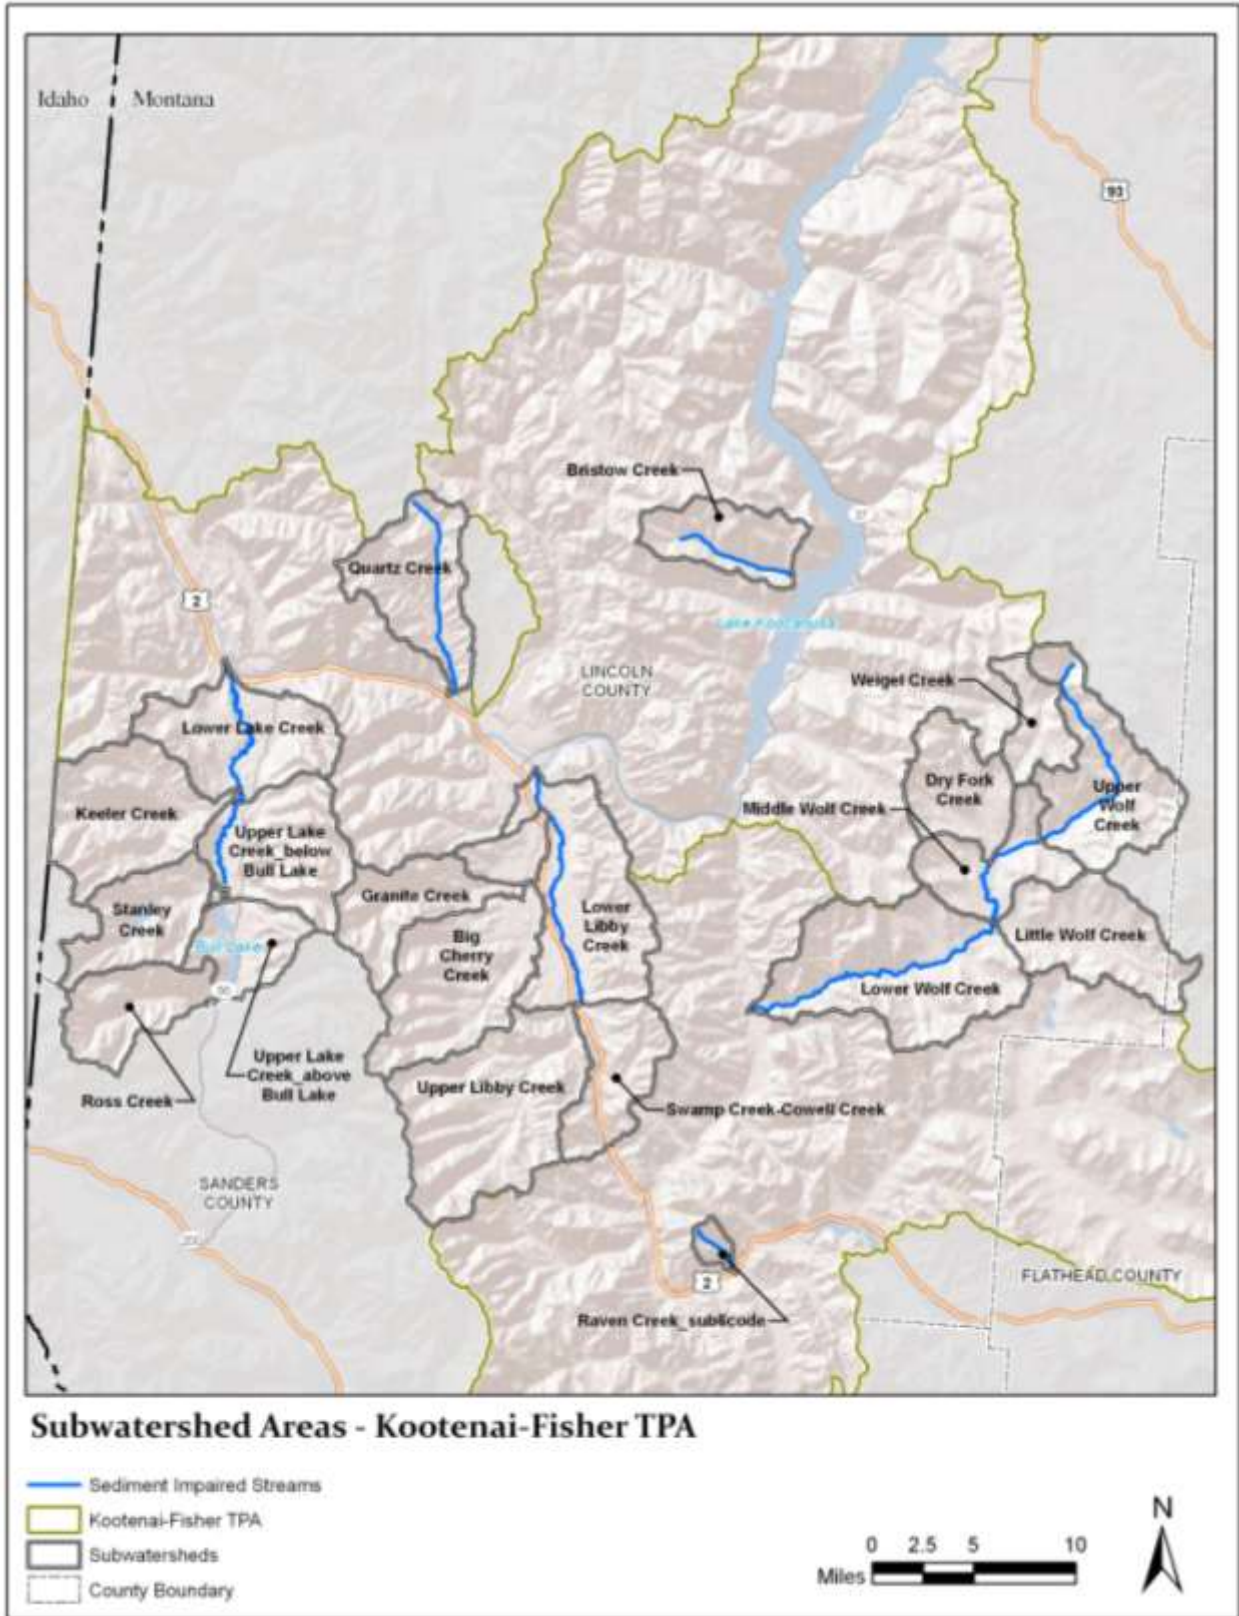 Idaho
Montana
93
Bristow Creek
37
Quartz Creek
2
Lake Koocanusa
LINCOLN
COUNTY
Weigel Creek
Lower Lake Creek
Dry Fork
Creek
Upper
Wolf
Creek
Middle Wolf Creek
Keeler Creek
Upper Lake
Creek_below
Bull Lake
Granite Creek
Stanley
Creek
Lower
Libby
Creek
Big
Cherry
Creek
Little Wolf Creek
Bull Lake
56
Lower Wolf Creek
Upper Lake
Creek_above
Bull Lake
Upper Libby Creek
Ross Creek
Swamp Creek-Cowell Creek
SANDERS
COUNTY
2
FLATHEAD COUNTY
Raven Creek_sub6code
Subwatershed Areas - Kootenai-Fisher TPA
Sediment Impaired Streams
Kootenai-Fisher TPA
Subwatersheds
County Boundary
0 2.5 5 10
Miles
N